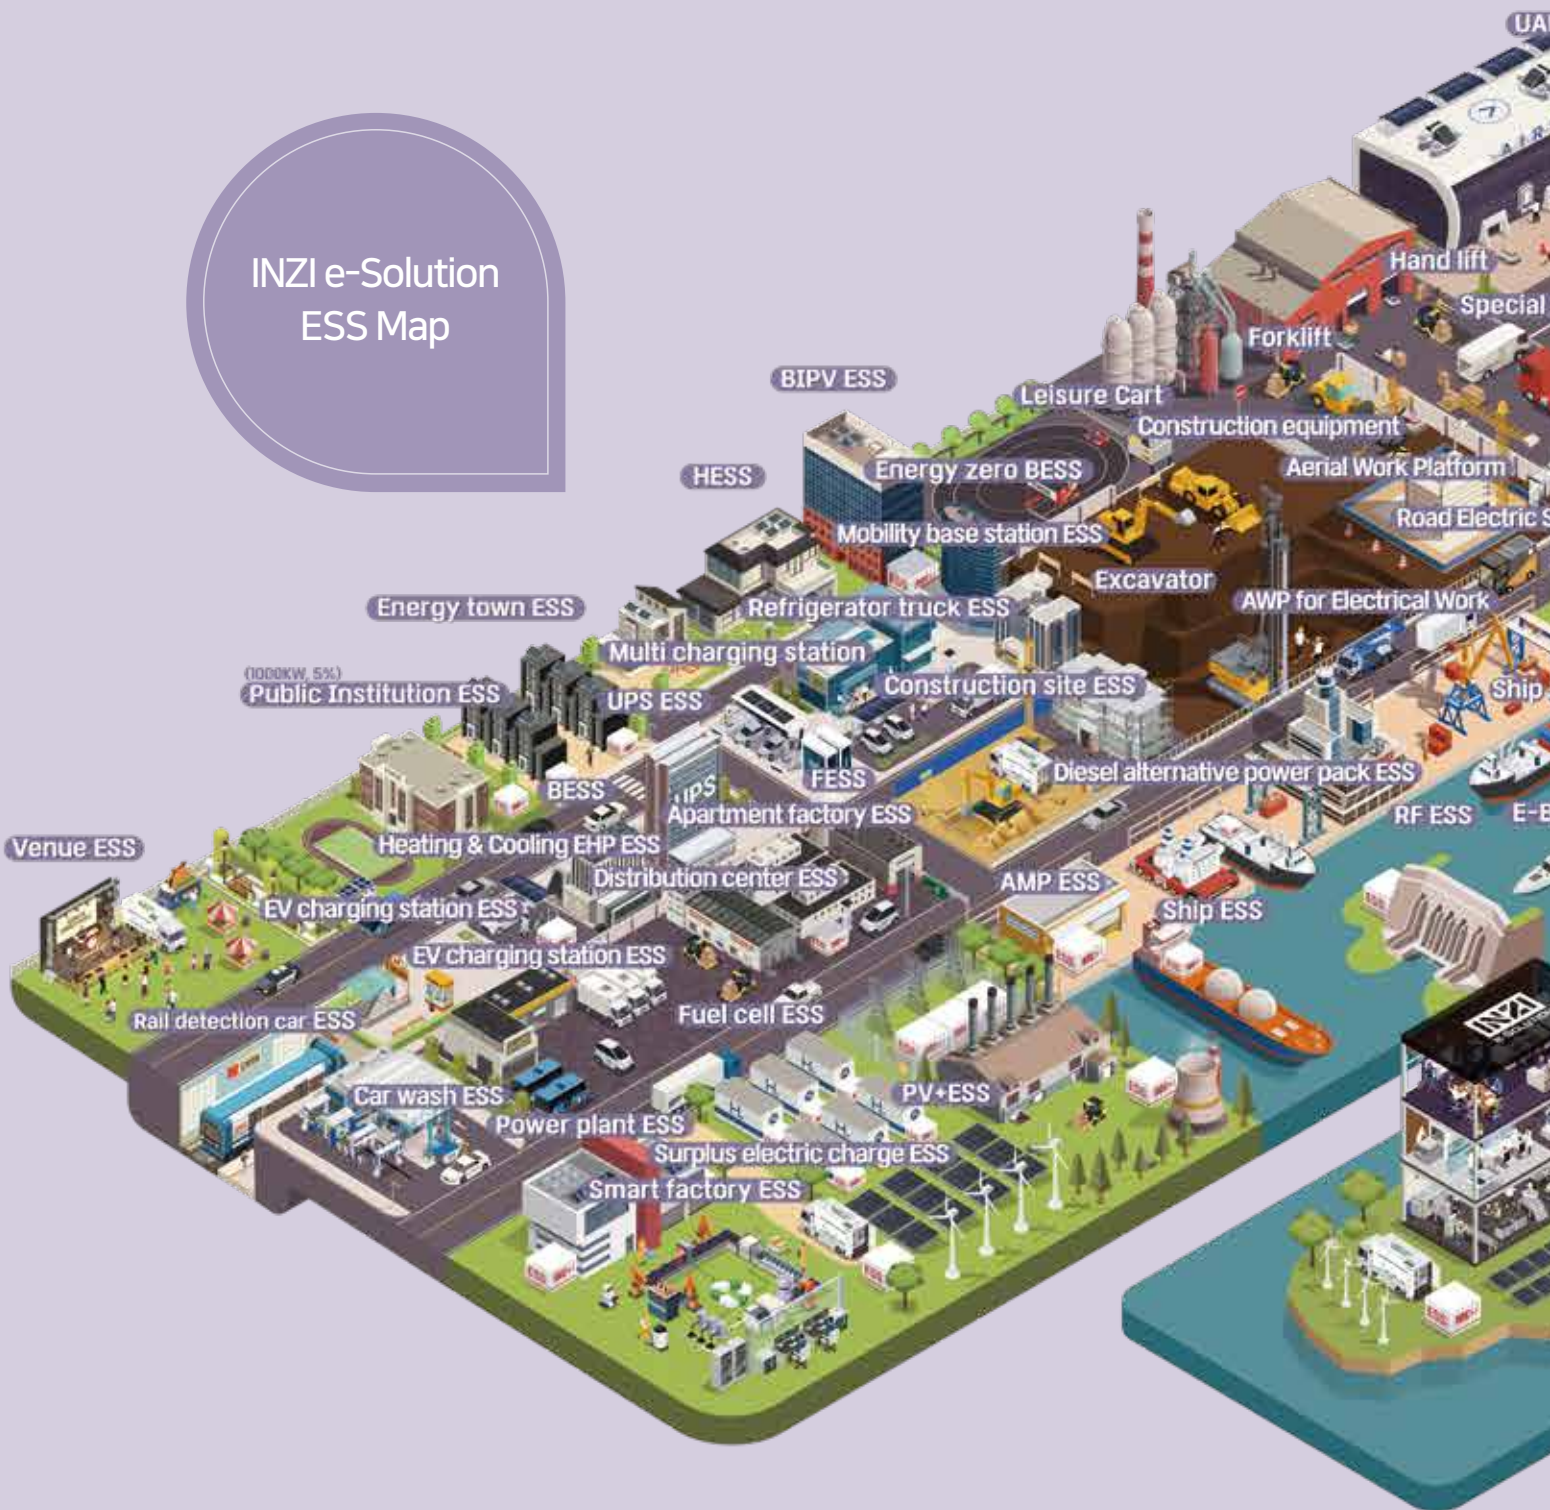 UA
INZI e-Solution
ESS Map
AIR
Hand lift
Special
Forklift
BIPV ESS
Leisure Cart
Construction equipment
HESS
Energy zero BESS
Aerial Work Platform
Mobility base station ESS
Road Electric S
Excavator
Energy town ESS
Refrigerator truck ESS
AWP for Electrical Work
Multi charging station
(1000KW, 5%)
Public Institution ESS
UPS ESS
Construction site ESS
Ship
BESS
UPS
FESS
Diesel alternative power pack ESS
Apartment factory ESS
RF ESS
E-
Venue ESS
Heating & Cooling EHP ESS
Distribution center ESS
AMP ESS
EV charging station ESS
Ship ESS
EV charging station ESS
Rail detection car ESS
Fuel cell ESS
INZI
Car wash ESS
PV+ESS
Power plant ESS
Surplus electric charge ESS
Smart factory ESS